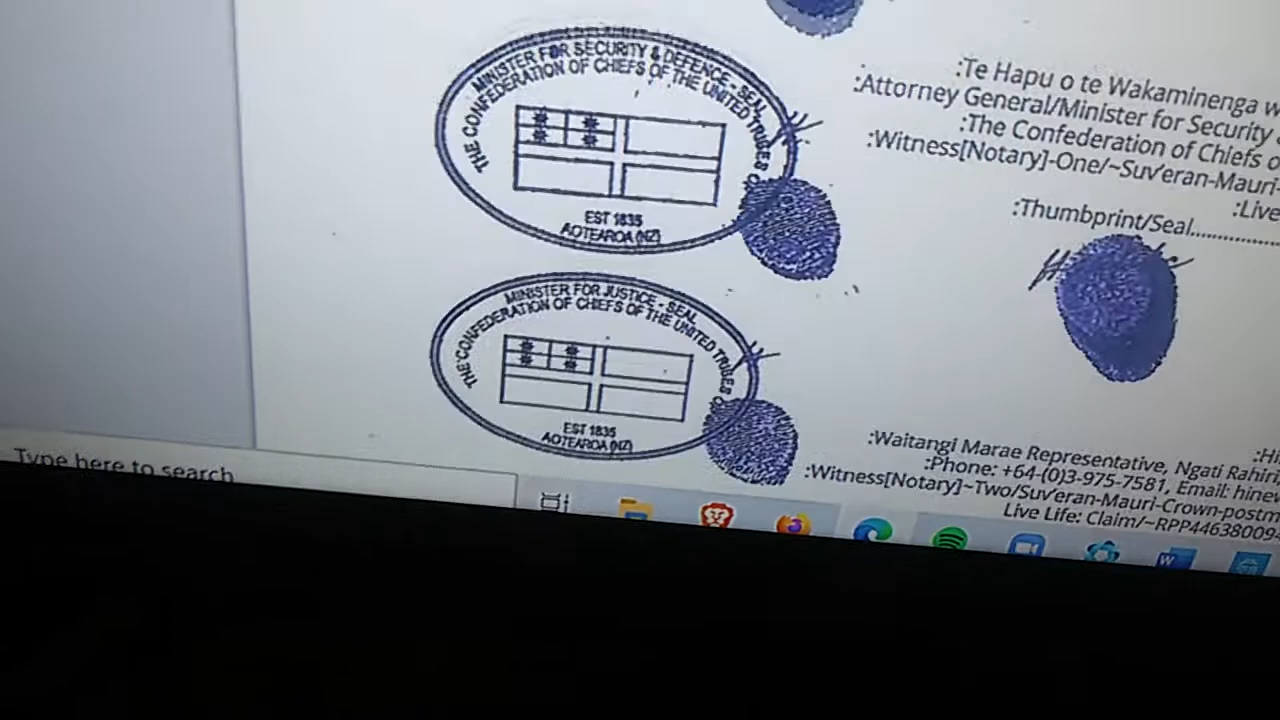 MINISTER FOR SECURITY & DEFENCE - SEAL
THE CONFEDERATION OF CHIEFS OF THE UNITED TRIBES O
EST 1835
AOTEAROA (NZ)
:Te Hapu o te Wakaminenga w
:Attorney General/Minister for Security
:The Confederation of Chiefs o
:Witness[Notary]-One/~Suv'eran-Mauri-
:Live
:Thumbprint/Seal.................
MINISTER FOR JUSTICE - SEAL
THE CONFEDERATION OF CHIEFS OF THE UNITED TRIBES O
EST 1835
AOTEAROA (NZ)
:Hi
:Waitangi Marae Representative, Ngati Rahiri,
:Phone: +64-(0)3-975-7581, Email: hine
:Witness[Notary]~Two/Suv'eran-Mauri-Crown-postm
Live Life: Claim/~RPP446380094
Type here to search
W